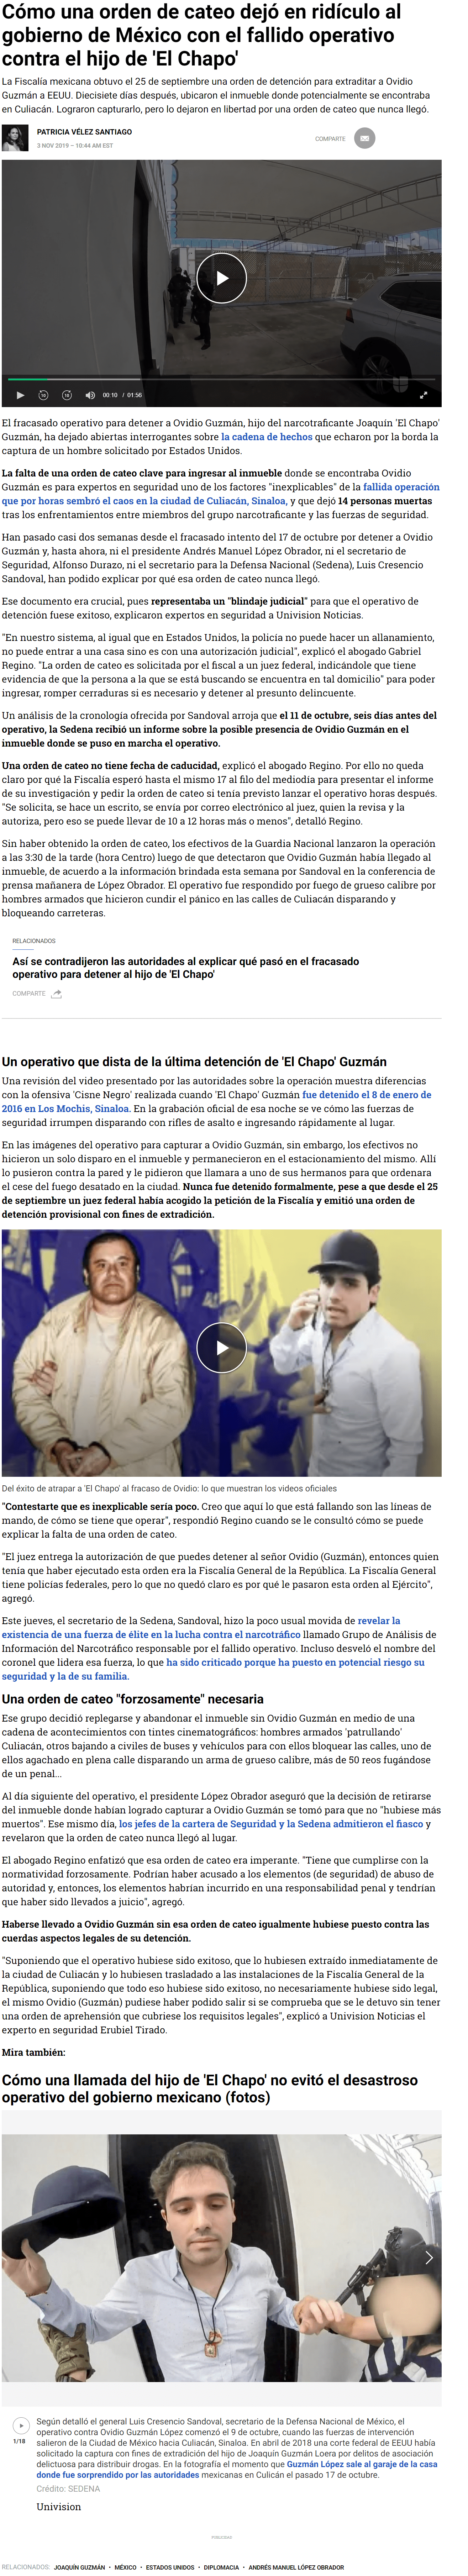 Cómo una orden de cateo dejó en ridículo al
gobierno de México con el fallido operativo
contra el hijo de 'El Chapo'
La Fiscalía mexicana obtuvo el 25 de septiembre una orden de detención para extraditar a Ovidio
Guzmán a EEUU. Diecisiete días después, ubicaron el inmueble donde potencialmente se encontraba
en Culiacán. Lograron capturarlo, pero lo dejaron en libertad por una orden de cateo que nunca llegó.
PATRICIA VÉLEZ SANTIAGO
3 NOV 2019 – 10:44 AM EST
COMPARTE
10
10
00:10 / 01:56
El fracasado operativo para detener a Ovidio Guzmán, hijo del narcotraficante Joaquín 'El Chapo'
Guzmán, ha dejado abiertas interrogantes sobre la cadena de hechos que echaron por la borda la
captura de un hombre solicitado por Estados Unidos.
La falta de una orden de cateo clave para ingresar al inmueble donde se encontraba Ovidio
Guzmán es para expertos en seguridad uno de los factores "inexplicables" de la fallida operación
que por horas sembró el caos en la ciudad de Culiacán, Sinaloa, y que dejó 14 personas muertas
tras los enfrentamientos entre miembros del grupo narcotraficante y las fuerzas de seguridad.
Han pasado casi dos semanas desde el fracasado intento del 17 de octubre por detener a Ovidio
Guzmán y, hasta ahora, ni el presidente Andrés Manuel López Obrador, ni el secretario de
Seguridad, Alfonso Durazo, ni el secretario para la Defensa Nacional (Sedena), Luis Cresencio
Sandoval, han podido explicar por qué esa orden de cateo nunca llegó.
Ese documento era crucial, pues representaba un "blindaje judicial" para que el operativo de
detención fuese exitoso, explicaron expertos en seguridad a Univision Noticias.
"En nuestro sistema, al igual que en Estados Unidos, la policía no puede hacer un allanamiento,
no puede entrar a una casa sino es con una autorización judicial", explicó el abogado Gabriel
Regino. "La orden de cateo es solicitada por el fiscal a un juez federal, indicándole que tiene
evidencia de que la persona a la que se está buscando se encuentra en tal domicilio" para poder
ingresar, romper cerraduras si es necesario y detener al presunto delincuente.
Un análisis de la cronología ofrecida por Sandoval arroja que el 11 de octubre, seis días antes del
operativo, la Sedena recibió un informe sobre la posible presencia de Ovidio Guzmán en el
inmueble donde se puso en marcha el operativo.
Una orden de cateo no tiene fecha de caducidad, explicó el abogado Regino. Por ello no queda
claro por qué la Fiscalía esperó hasta el mismo 17 al filo del mediodía para presentar el informe
de su investigación y pedir la orden de cateo si tenía previsto lanzar el operativo horas después.
"Se solicita, se hace un escrito, se envía por correo electrónico al juez, quien la revisa y la
autoriza, pero eso se puede llevar de 10 a 12 horas más o menos", detalló Regino.
Sin haber obtenido la orden de cateo, los efectivos de la Guardia Nacional lanzaron la operación
a las 3:30 de la tarde (hora Centro) luego de que detectaron que Ovidio Guzmán había llegado al
inmueble, de acuerdo a la información brindada esta semana por Sandoval en la conferencia de
prensa mañanera de López Obrador. El operativo fue respondido por fuego de grueso calibre por
hombres armados que hicieron cundir el pánico en las calles de Culiacán disparando y
bloqueando carreteras.
RELACIONADOS
Así se contradijeron las autoridades al explicar qué pasó en el fracasado
operativo para detener al hijo de 'El Chapo'
COMPARTE
Un operativo que dista de la última detención de 'El Chapo' Guzmán
Una revisión del video presentado por las autoridades sobre la operación muestra diferencias
con la ofensiva 'Cisne Negro' realizada cuando 'El Chapo' Guzmán fue detenido el 8 de enero de
2016 en Los Mochis, Sinaloa. En la grabación oficial de esa noche se ve cómo las fuerzas de
seguridad irrumpen disparando con rifles de asalto e ingresando rápidamente al lugar.
En las imágenes del operativo para capturar a Ovidio Guzmán, sin embargo, los efectivos no
hicieron un solo disparo en el inmueble y permanecieron en el estacionamiento del mismo. Allí
lo pusieron contra la pared y le pidieron que llamara a uno de sus hermanos para que ordenara
el cese del fuego desatado en la ciudad. Nunca fue detenido formalmente, pese a que desde el 25
de septiembre un juez federal había acogido la petición de la Fiscalía y emitió una orden de
detención provisional con fines de extradición.
Del éxito de atrapar a 'El Chapo' al fracaso de Ovidio: lo que muestran los videos oficiales
"Contestarte que es inexplicable sería poco. Creo que aquí lo que está fallando son las líneas de
mando, de cómo se tiene que operar", respondió Regino cuando se le consultó cómo se puede
explicar la falta de una orden de cateo.
"El juez entrega la autorización de que puedes detener al señor Ovidio (Guzmán), entonces quien
tenía que haber ejecutado esta orden era la Fiscalía General de la República. La Fiscalía General
tiene policías federales, pero lo que no quedó claro es por qué le pasaron esta orden al Ejército",
agregó.
Este jueves, el secretario de la Sedena, Sandoval, hizo la poco usual movida de revelar la
existencia de una fuerza de élite en la lucha contra el narcotráfico llamado Grupo de Análisis de
Información del Narcotráfico responsable por el fallido operativo. Incluso desveló el nombre del
coronel que lidera esa fuerza, lo que ha sido criticado porque ha puesto en potencial riesgo su
seguridad y la de su familia.
Una orden de cateo "forzosamente" necesaria
Ese grupo decidió replegarse y abandonar el inmueble sin Ovidio Guzmán en medio de una
cadena de acontecimientos con tintes cinematográficos: hombres armados 'patrullando'
Culiacán, otros bajando a civiles de buses y vehículos para con ellos bloquear las calles, uno de
ellos agachado en plena calle disparando un arma de grueso calibre, más de 50 reos fugándose
de un penal...
Al día siguiente del operativo, el presidente López Obrador aseguró que la decisión de retirarse
del inmueble donde habían logrado capturar a Ovidio Guzmán se tomó para que no "hubiese más
muertos". Ese mismo día, los jefes de la cartera de Seguridad y la Sedena admitieron el fiasco y
revelaron que la orden de cateo nunca llegó al lugar.
El abogado Regino enfatizó que esa orden de cateo era imperante. "Tiene que cumplirse con la
normatividad forzosamente. Podrían haber acusado a los elementos (de seguridad) de abuso de
autoridad y, entonces, los elementos habrían incurrido en una responsabilidad penal y tendrían
que haber sido llevados a juicio", agregó.
Haberse llevado a Ovidio Guzmán sin esa orden de cateo igualmente hubiese puesto contra las
cuerdas aspectos legales de su detención.
"Suponiendo que el operativo hubiese sido exitoso, que lo hubiesen extraído inmediatamente de
la ciudad de Culiacán y lo hubiesen trasladado a las instalaciones de la Fiscalía General de la
República, suponiendo que todo eso hubiese sido exitoso, no necesariamente hubiese sido legal,
el mismo Ovidio (Guzmán) pudiese haber podido salir si se comprueba que se le detuvo sin tener
una orden de aprehensión que cubriese los requisitos legales", explicó a Univision Noticias el
experto en seguridad Erubiel Tirado.
Mira también:
Cómo una llamada del hijo de 'El Chapo' no evitó el desastroso
operativo del gobierno mexicano (fotos)
1/18
Según detalló el general Luis Cresencio Sandoval, secretario de la Defensa Nacional de México, el
operativo contra Ovidio Guzmán López comenzó el 9 de octubre, cuando las fuerzas de intervención
salieron de la Ciudad de México hacia Culiacán, Sinaloa. En abril de 2018 una corte federal de EEUU había
solicitado la captura con fines de extradición del hijo de Joaquín Guzmán Loera por delitos de asociación
delictuosa para distribuir drogas. En la fotografía el momento que Guzmán López sale al garaje de la casa
donde fue sorprendido por las autoridades mexicanas en Culicán el pasado 17 de octubre.
Crédito: SEDENA
Univision
PUBLICIDAD
RELACIONADOS: JOAQUÍN GUZMÁN • MÉXICO • ESTADOS UNIDOS • DIPLOMACIA • ANDRÉS MANUEL LÓPEZ OBRADOR